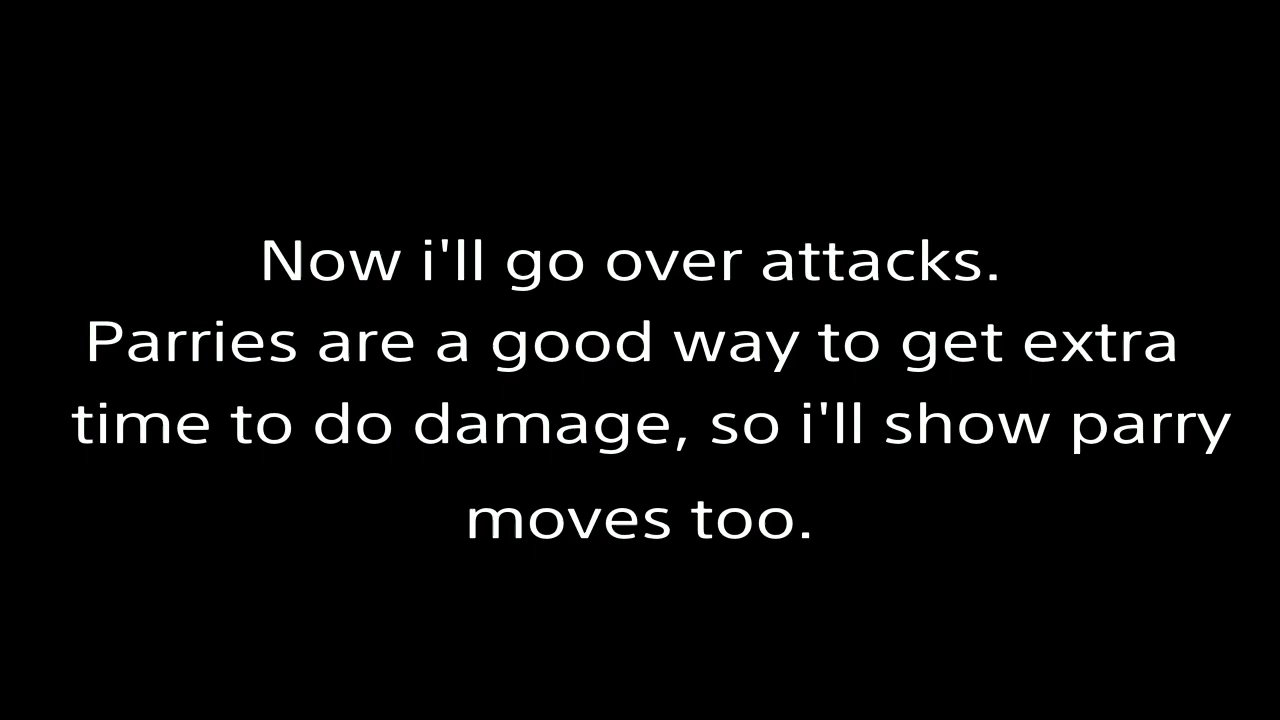 Now i'll go over attacks.
Parries are a good way to get extra
time to do damage, so i'll show parry
moves too.